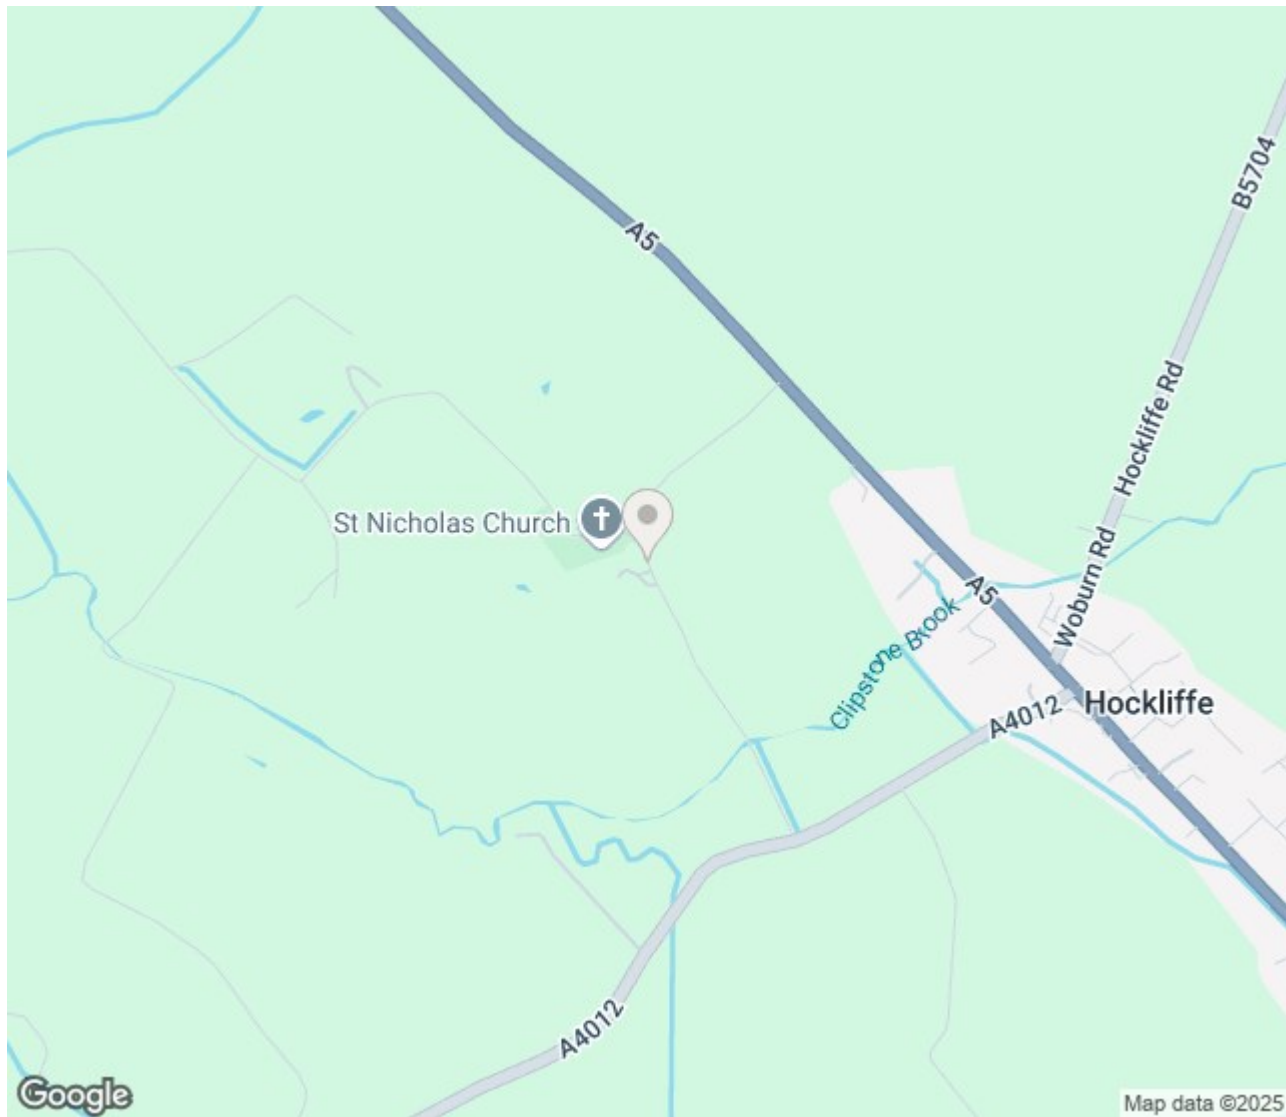 A5
B5704
Hockliffe Rd
St Nicholas Church
A5
Woburn Rd
Clipstone Brook
Hockliffe
A4012
A4012
Google
Map data ©2025